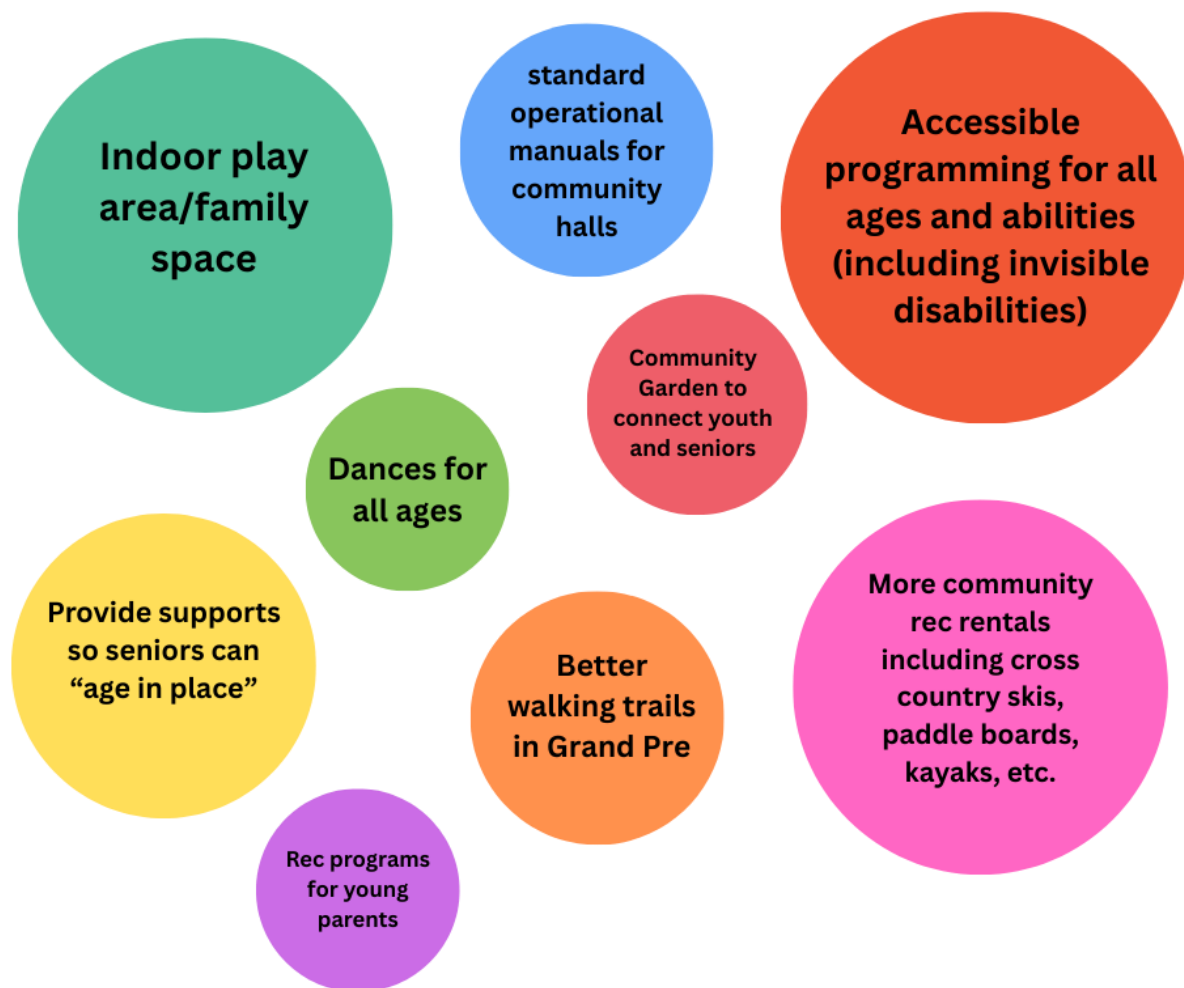 Indoor play
area/family
space
standard
operational
manuals for
community
halls
Accessible
programming for all
ages and abilities
(including invisible
disabilities)
Community
Garden to
connect youth
and seniors
Dances for
all ages
Provide supports
so seniors can
“age in place”
Better
walking trails
in Grand Pre
More community
rec rentals
including cross
country skis,
paddle boards,
kayaks, etc.
Rec programs
for young
parents